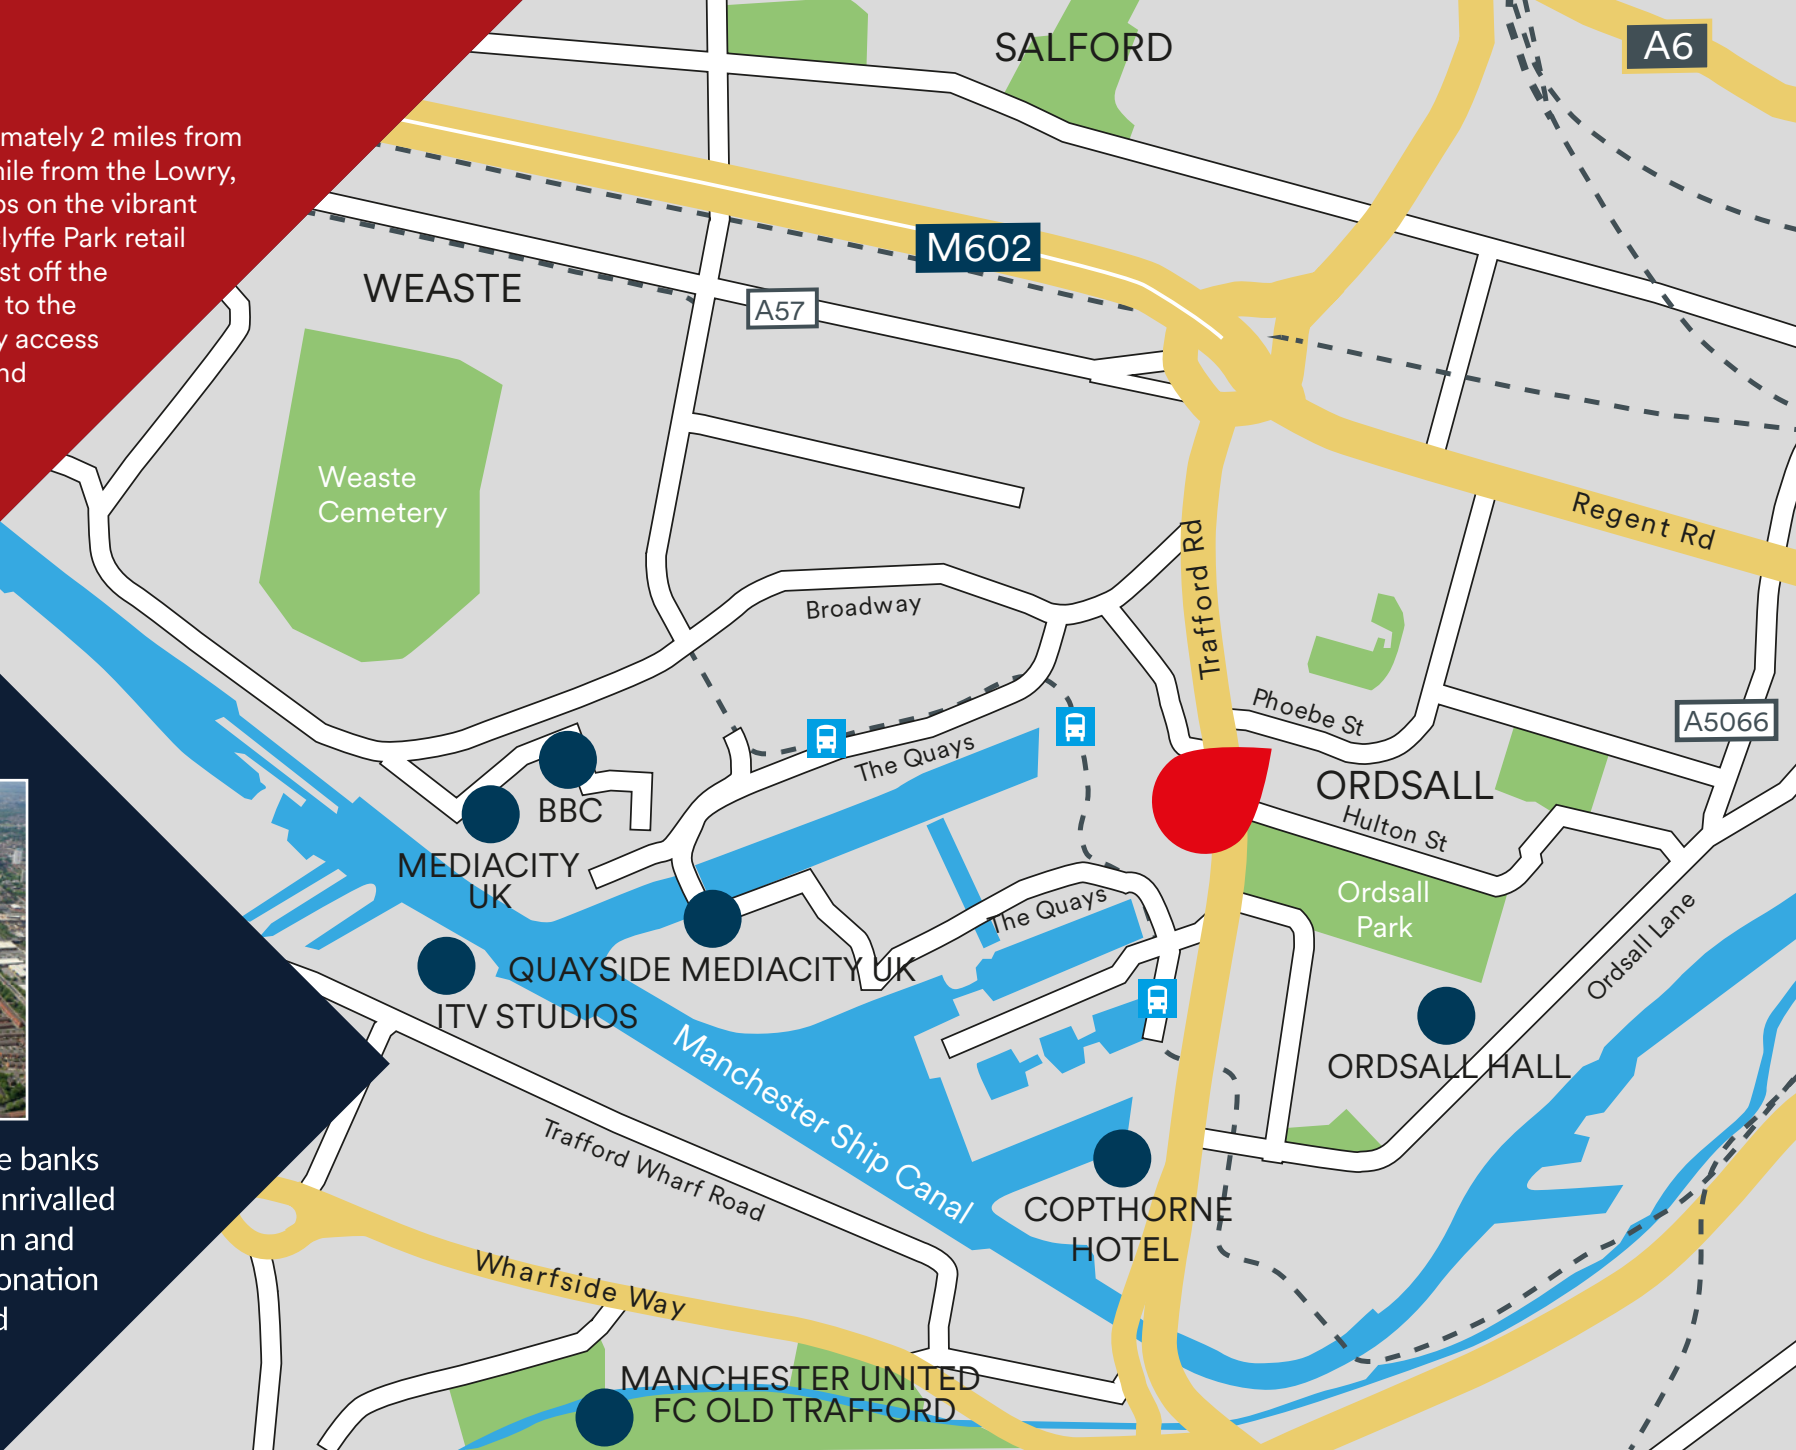 mately 2 miles from
ile from the Lowry,
s on the vibrant
lyffe Park retail
st off the
to the
y access
nd
SALFORD
A6
M602
WEASTE
A57
Weaste
Cemetery
Regent Rd
Trafford Rd
Broadway
Phoebe St
A5066
The Quays
ORDSALL
Hulton St
BBC
MEDIACITY
UK
Ordsall
Park
The Quays
Ordsall Lane
QUAYSIDE MEDIACITY UK
ITV STUDIOS
Manchester Ship Canal
ORDSALL HALL
Trafford Wharf Road
e banks
nrivalled
n and
onation
d
COPTHORNE
HOTEL
Wharfside Way
MANCHESTER UNITED
FC OLD TRAFFORD